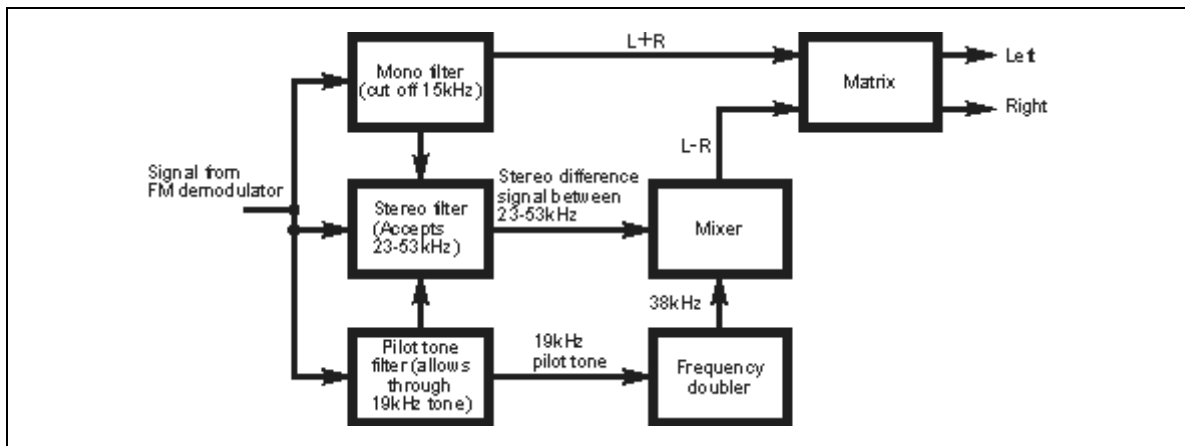 L+R
Mono filter
(cut off 15kHz)
Matrix
Left
Right
L-R
Signal from
FM demodulator
Stereo difference
signal between
23-53kHz
Stereo filter
(Accepts
23-53kHz)
Mixer
38kHz
19kHz
pilot tone
Pilot tone
filter (allows
through
19kHz tone)
Frequency
doubler